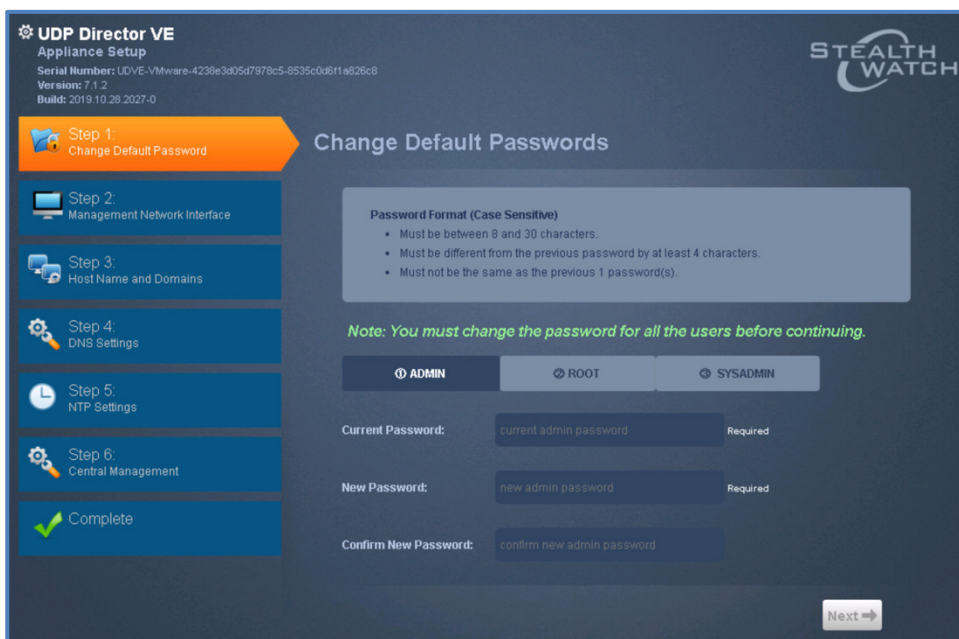 UDP Director VE
Appliance Setup
Serial Number: UDVE-VMware-4238e3d05d7978c5-8535c0d6f1a826c8
Version: 7.1.2
Build: 2019.10.28.2027-0
STEALTH
WATCH
Step 1:
Change Default Password
Step 2:
Management Network Interface
Step 3:
Host Name and Domains
Step 4:
DNS Settings
Step 5:
NTP Settings
Step 6:
Central Management
Complete
Change Default Passwords
Password Format (Case Sensitive)
• Must be between 8 and 30 characters.
• Must be different from the previous password by at least 4 characters.
• Must not be the same as the previous 1 password(s).
Note: You must change the password for all the users before continuing.
① ADMIN
② ROOT
③ SYSADMIN
Current Password: current admin password Required
New Password: new admin password Required
Confirm New Password: confirm new admin password
Next